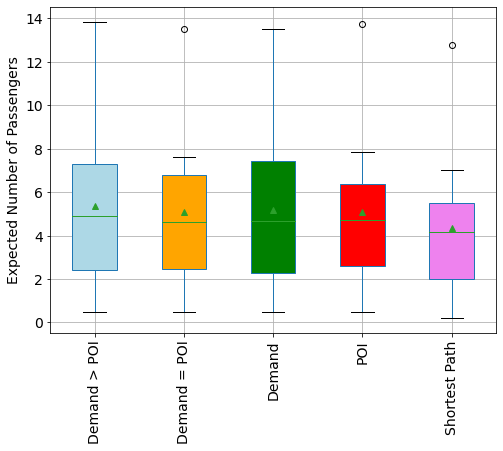 Expected Number of Passengers
14
12
10
8
6
4
2
0
Demand > POI
Demand = POI
Demand
POI
Shortest Path